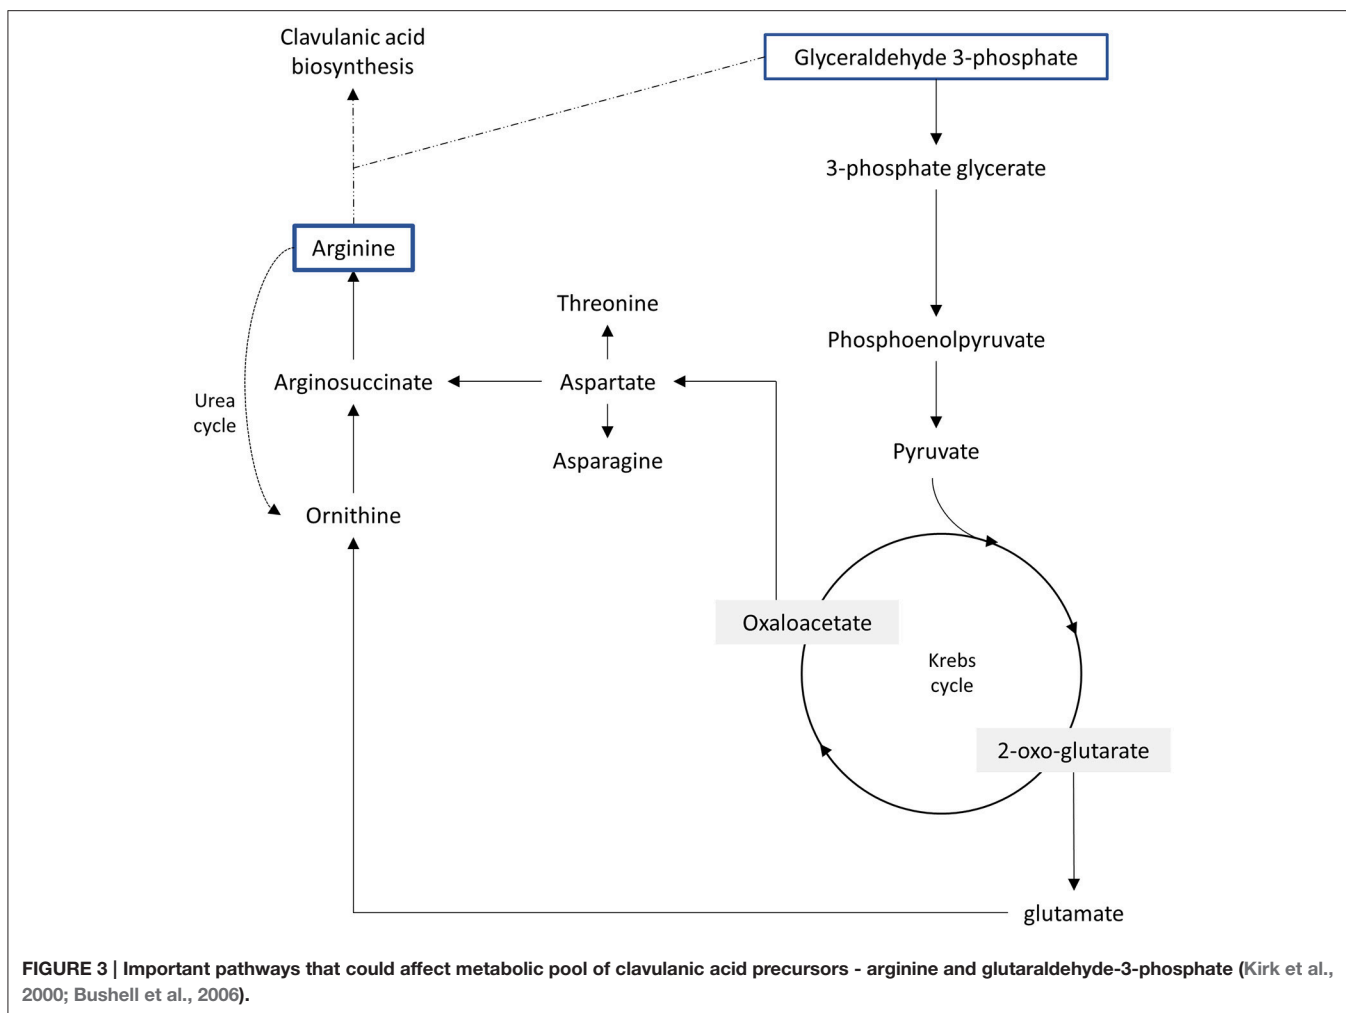 Clavulanic acid
biosynthesis
Glyceraldehyde 3-phosphate
3-phosphate glycerate
Arginine
Threonine
Phosphoenolpyruvate
Arginosuccinate
Aspartate
Urea
cycle
Pyruvate
Asparagine
Ornithine
Oxaloacetate
Krebs
cycle
2-oxo-glutarate
glutamate
FIGURE 3 | Important pathways that could affect metabolic pool of clavulanic acid precursors - arginine and glutaraldehyde-3-phosphate (Kirk et al.,
2000; Bushell et al., 2006).